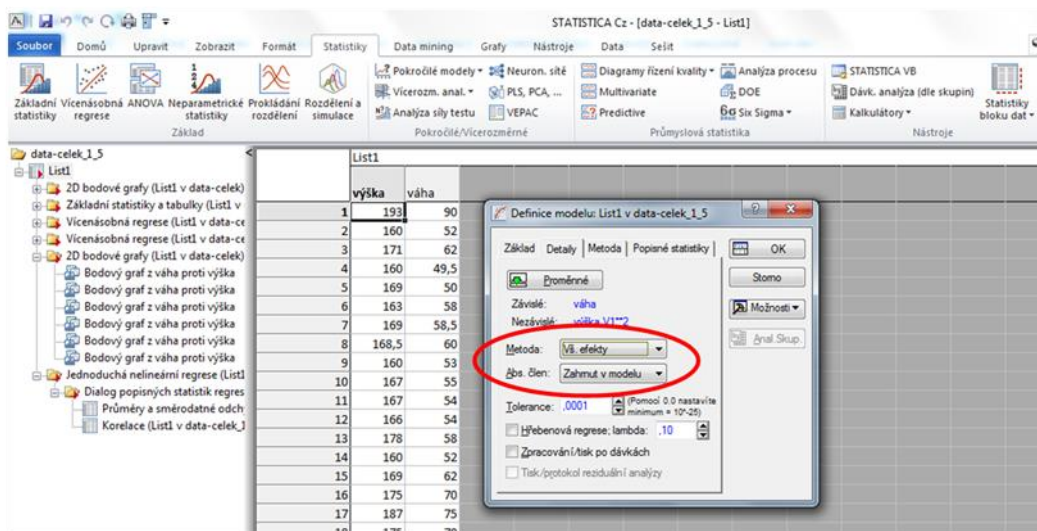 STATISTICA Cz - [data-celek_1_5 - List1]
Soubor Domů Upravit Zobrazit Formát Statistiky Data mining Grafy Nástroje Data Sešit
Základní statistiky
Vícenásobná regrese
ANOVA
Neparametrické statistiky
Prokládání rozdělení
Rozdělení a simulace
Základ
Pokročilé modely
Neuron. sítě
Vícerozm. anal.
PLS, PCA, ...
Analýza síly testu
VEPAC
Pokročilé/Vícerozměrné
Diagramy řízení kvality
Analýza procesu
Multivariate
DOE
Predictive
6σ Six Sigma
Průmyslová statistika
STATISTICA VB
Dávk. analýza (dle skupin)
Kalkulátory
Statistiky bloku dat
Nástroje
data-celek_1_5
List1
2D bodové grafy (List1 v data-celek)
Základní statistiky a tabulky (List1 v
Vícenásobná regrese (List1 v data-ce
Vícenásobná regrese (List1 v data-ce
2D bodové grafy (List1 v data-celek)
Bodový graf z váha proti výška
Bodový graf z váha proti výška
Bodový graf z váha proti výška
Bodový graf z váha proti výška
Bodový graf z váha proti výška
Bodový graf z váha proti výška
Jednoduchá nelineární regrese (List1
Dialog popisných statistik regres
Průměry a směrodatné odch
Korelace (List1 v data-celek_1
List1
výška váha
1 193 90
2 160 52
3 171 62
4 160 49,5
5 169 50
6 163 58
7 169 58,5
8 168,5 60
9 160 53
10 167 55
11 167 54
12 166 54
13 178 58
14 160 52
15 169 62
16 175 70
17 187 75
Definice modelu: List1 v data-celek_1_5
Základ Detaily Metoda Popisné statistiky
OK
Proměnné
Storno
Závislé: váha
Nezávislé: výška V1**2
Možnosti
Anal.Skup.
Metoda: Vš. efekty
Abs. člen: Zahrnut v modelu
Tolerance: ,0001 (Pomocí 0.0 nastavíte
minimum = 10^-25)
Hřebenová regrese; lambda: ,10
Zpracování/tisk po dávkách
Tisk/protokol reziduální analýzy